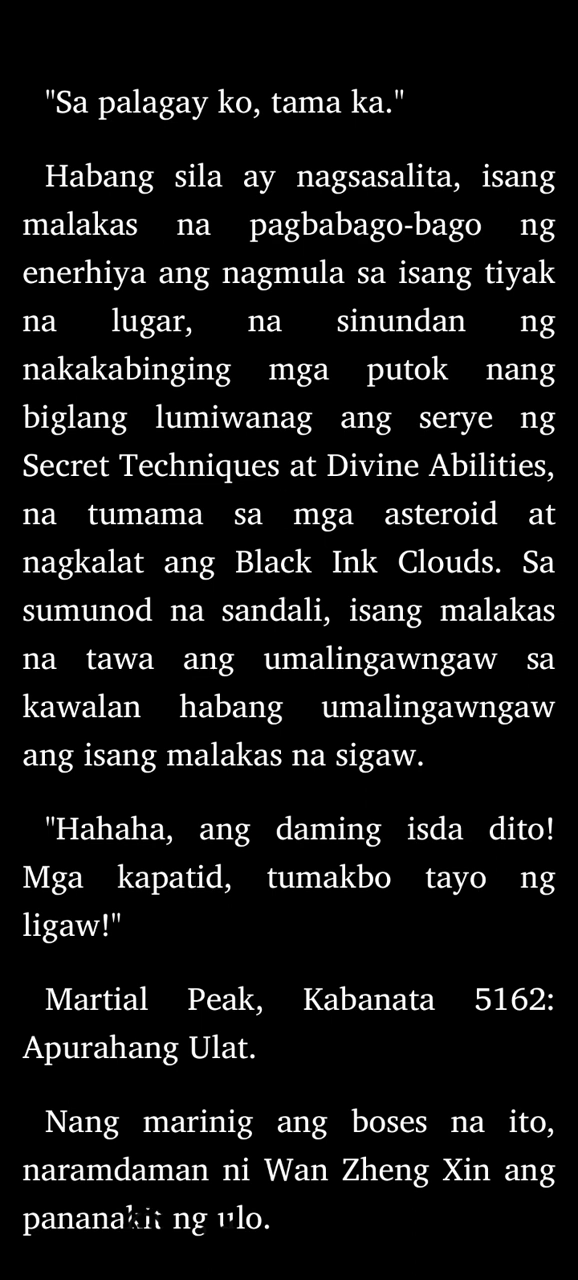 "Sa palagay ko, tama ka."
Habang sila ay nagsasalita, isang
malakas na pagbabago-bago ng
enerhiya ang nagmula sa isang tiyak
na lugar, na sinundan ng
nakakabinging mga putok nang
biglang lumiwanag ang serye ng
Secret Techniques at Divine Abilities,
na tumama sa mga asteroid at
nagkalat ang Black Ink Clouds. Sa
sumunod na sandali, isang malakas
na tawa ang umalingawngaw sa
kawalan habang umalingawngaw
ang isang malakas na sigaw.
"Hahaha, ang daming isda dito!
Mga kapatid, tumakbo tayo ng
ligaw!"
Martial Peak, Kabanata 5162:
Apurahang Ulat.
Nang marinig ang boses na ito,
naramdaman ni Wan Zheng Xin ang
pananakit ng ulo.